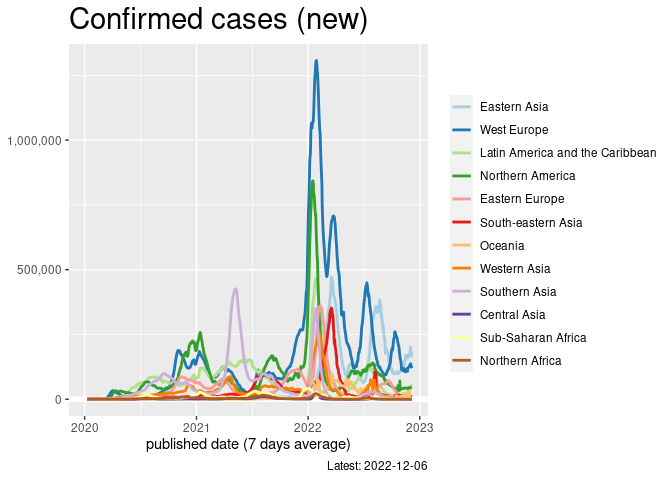 Confirmed cases (new)
1,000,000
500,000
0
2020 2021 2022 2023
published date (7 days average)
Latest: 2022-12-06
Eastern Asia
West Europe
Latin America and the Caribbean
Northern America
Eastern Europe
South-eastern Asia
Oceania
Western Asia
Southern Asia
Central Asia
Sub-Saharan Africa
Northern Africa